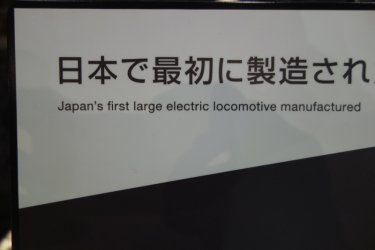 日本で最初に製造され
Japan's first large electric locomotive manufactured